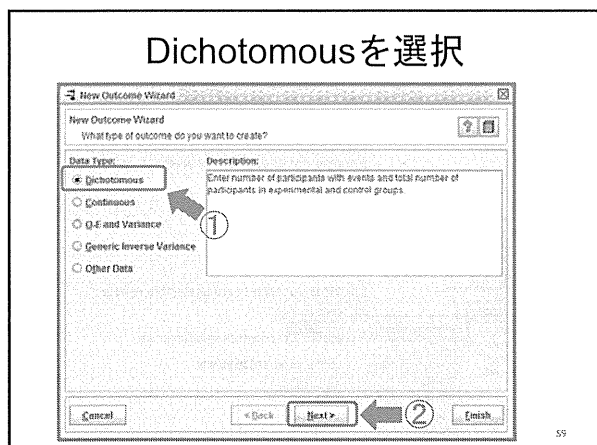 Dichotomousを選択
New Outcome Wizard
New Outcome Wizard
What type of outcome do you want to create?
Data Type:
Description:
Dichotomous
Enter number of participants with events and total number of
participants in experimental and control groups.
Continuous
①
O-E and Variance
Generic Inverse Variance
Other Data
Cancel
< Back
Next >
②
Finish
59